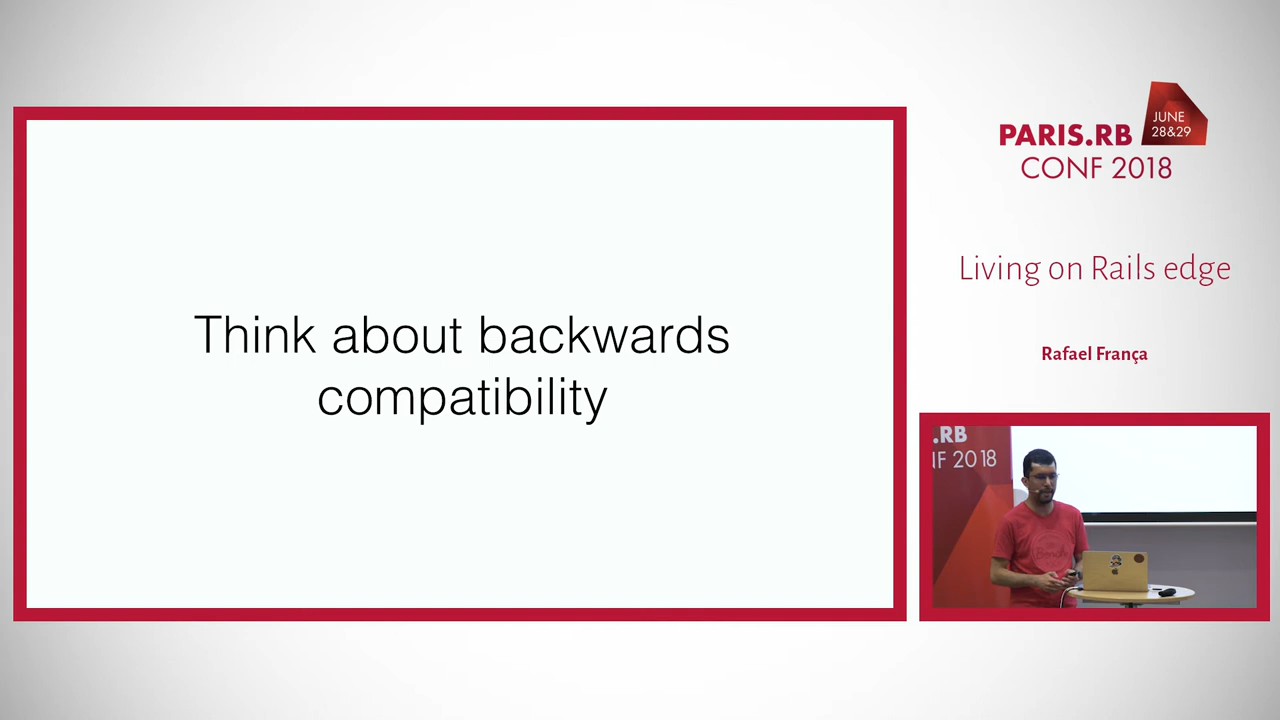 Think about backwards
compatibility
PARIS.RB
JUNE
28&29
CONF 2018
Living on Rails edge
Rafael França
.RB
NF 2018